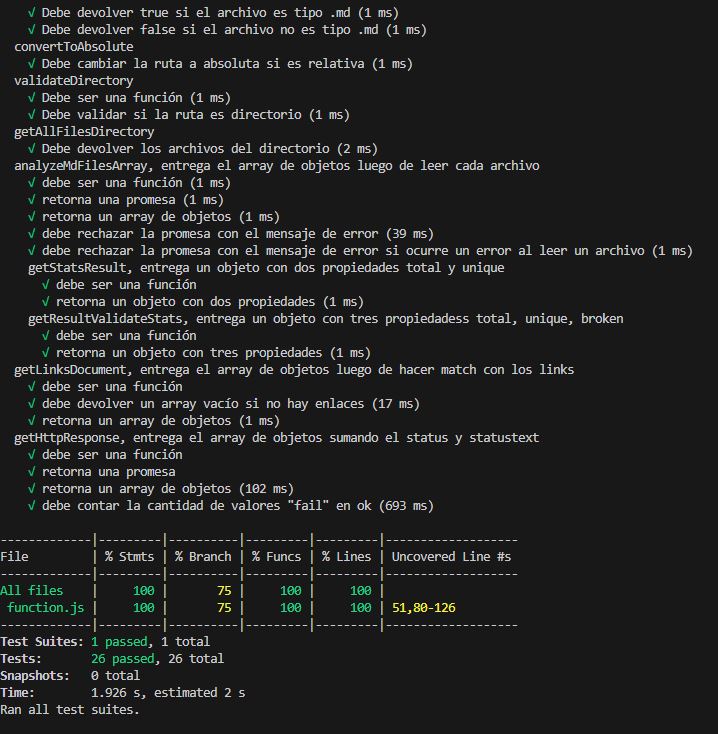 √ Debe devolver true si el archivo es tipo .md (1 ms)
√ Debe devolver false si el archivo no es tipo .md (1 ms)
convertToAbsolute
√ Debe cambiar la ruta a absoluta si es relativa (1 ms)
validateDirectory
√ Debe ser una función (1 ms)
√ Debe validar si la ruta es directorio (1 ms)
getAllFilesDirectory
√ Debe devolver los archivos del directorio (2 ms)
analyzeMdFilesArray, entrega el array de objetos luego de leer cada archivo
√ debe ser una función (1 ms)
√ retorna una promesa (1 ms)
√ retorna un array de objetos (1 ms)
√ debe rechazar la promesa con el mensaje de error (39 ms)
√ debe rechazar la promesa con el mensaje de error si ocurre un error al leer un archivo (1 ms)
getStatsResult, entrega un objeto con dos propiedades total y unique
√ debe ser una función
√ retorna un objeto con dos propiedades (1 ms)
getResultValidateStats, entrega un objeto con tres propiedadess total, unique, broken
√ debe ser una función
√ retorna un objeto con tres propiedades (1 ms)
getLinksDocument, entrega el array de objetos luego de hacer match con los links
√ debe ser una función
√ debe devolver un array vacío si no hay enlaces (17 ms)
√ retorna un array de objetos (1 ms)
getHttpResponse, entrega el array de objetos sumando el status y statustext
√ debe ser una función
√ retorna una promesa
√ retorna un array de objetos (102 ms)
√ debe contar la cantidad de valores "fail" en ok (693 ms)
-------------|---------|----------|---------|---------|-------------------
File | % Stmts | % Branch | % Funcs | % Lines | Uncovered Line #s
-------------|---------|----------|---------|---------|-------------------
All files | 100 | 75 | 100 | 100 |
function.js | 100 | 75 | 100 | 100 | 51,80-126
-------------|---------|----------|---------|---------|-------------------
Test Suites: 1 passed, 1 total
Tests: 26 passed, 26 total
Snapshots: 0 total
Time: 1.926 s, estimated 2 s
Ran all test suites.